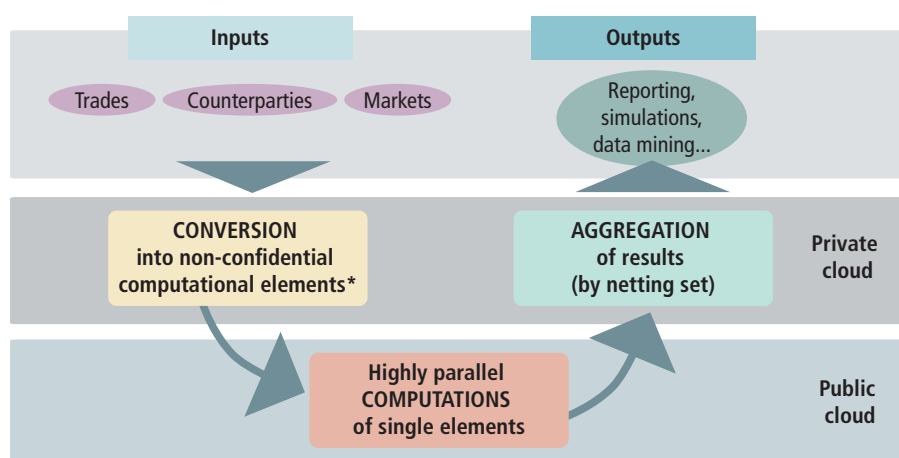 Inputs
Outputs
Trades
Counterparties
Markets
Reporting,
simulations,
data mining...
CONVERSION
into non-confidential
computational elements*
AGGREGATION
of results
(by netting set)
Private
cloud
Highly parallel
COMPUTATIONS
of single elements
Public
cloud